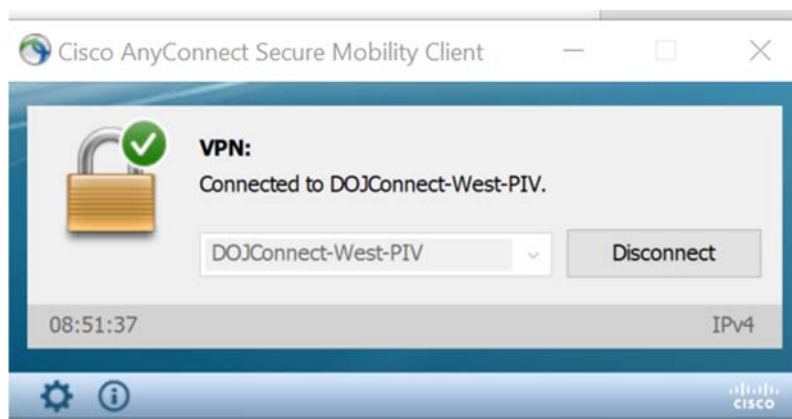 Cisco AnyConnect Secure Mobility Client
VPN:
Connected to DOJConnect-West-PIV.
DOJConnect-West-PIV
Disconnect
08:51:37
IPv4
CISCO